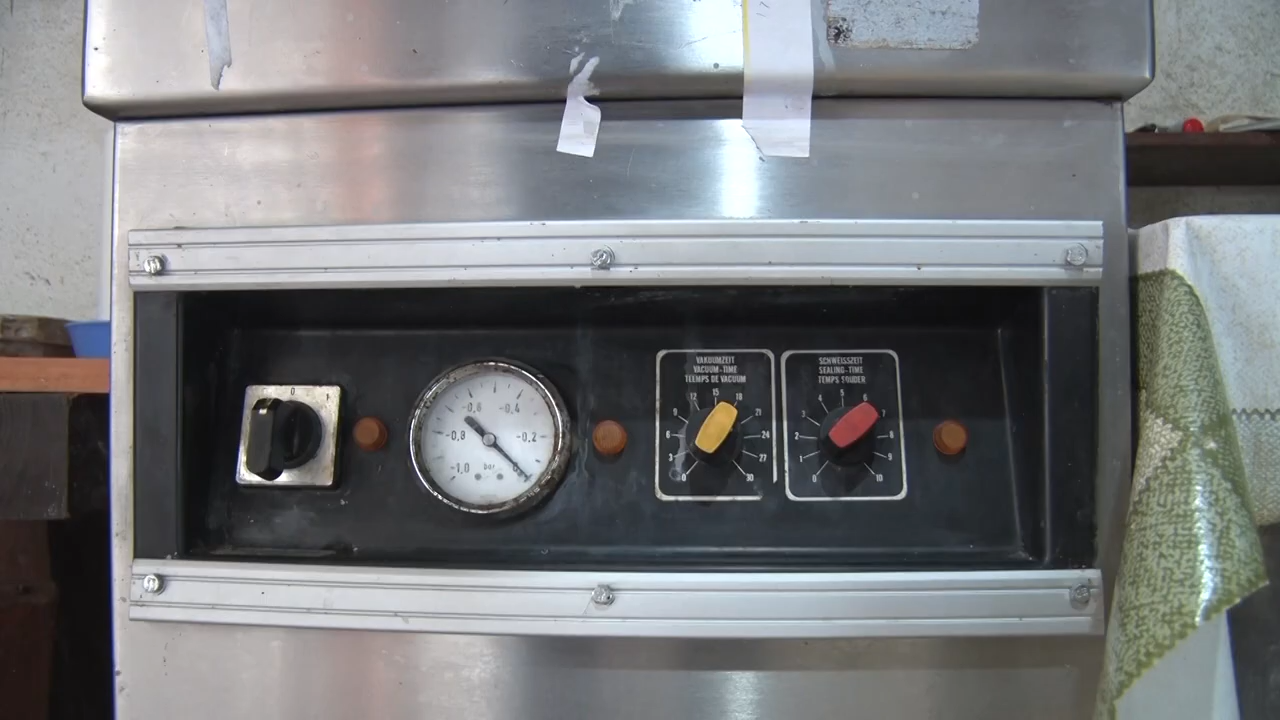 0 1
-0,6 -0,4
-0,8 -0,2
-1,0 bar 0
VAKUUMZEIT
VACUUM-TIME
TEEMPS DE VACUUM
0 3 6 9 12 15 18 21 24 27 30
SCHWEISSZEIT
SEALING-TIME
TEMPS SOUDER
0 1 2 3 4 5 6 7 8 9 10